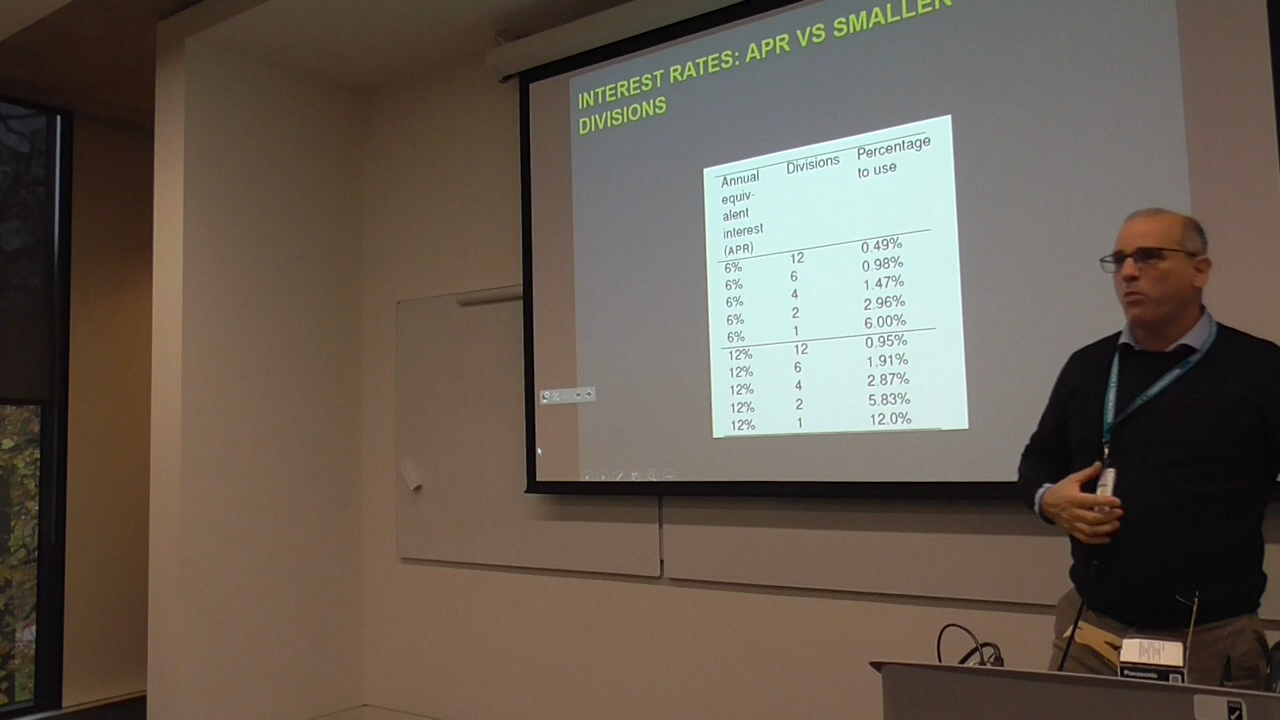 INTEREST RATES: APR VS SMALLER
DIVISIONS
Annual equiv- alent interest (APR) Divisions Percentage to use
6% 12 0.49%
6% 6 0.98%
6% 4 1.47%
6% 2 2.96%
6% 1 6.00%
12% 12 0.95%
12% 6 1.91%
12% 4 2.87%
12% 2 5.83%
12% 1 12.0%
Panasonic